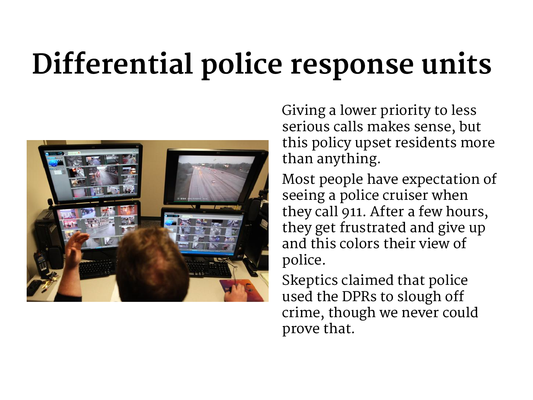 Differential police response units
Giving a lower priority to less
serious calls makes sense, but
this policy upset residents more
than anything.
Most people have expectation of
seeing a police cruiser when
they call 911. After a few hours,
they get frustrated and give up
and this colors their view of
police.
Skeptics claimed that police
used the DPRs to slough off
crime, though we never could
prove that.